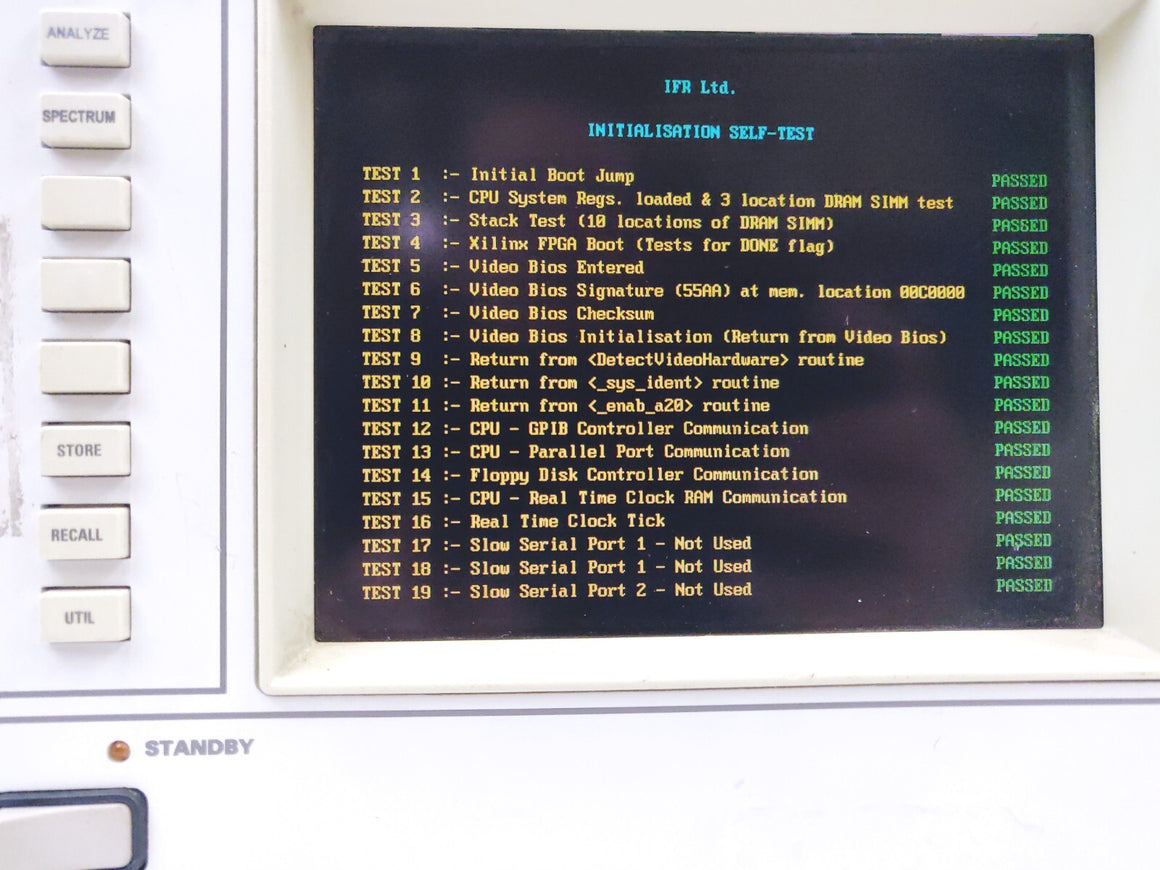 ANALYZE
SPECTRUM
STORE
RECALL
UTIL
STANDBY
IFR Ltd.
INITIALISATION SELF-TEST
TEST 1 :- Initial Boot Jump PASSED
TEST 2 :- CPU System Regs. loaded & 3 location DRAM SIMM test PASSED
TEST 3 :- Stack Test (10 locations of DRAM SIMM) PASSED
TEST 4 :- Xilinx FPGA Boot (Tests for DONE flag) PASSED
TEST 5 :- Video Bios Entered PASSED
TEST 6 :- Video Bios Signature (55AA) at mem. location 00C0000 PASSED
TEST 7 :- Video Bios Checksum PASSED
TEST 8 :- Video Bios Initialisation (Return from Video Bios) PASSED
TEST 9 :- Return from <DetectVideoHardware> routine PASSED
TEST 10 :- Return from <_sys_ident> routine PASSED
TEST 11 :- Return fron <_enab_a20> routine PASSED
TEST 12 :- CPU - GPIB Controller Communication PASSED
TEST 13 :- CPU - Parallel Port Communication PASSED
TEST 14 :- Floppy Disk Controller Communication PASSED
TEST 15 :- CPU - Real Time Clock RAM Communication PASSED
TEST 16 :- Real Time Clock Tick PASSED
TEST 17 :- Slow Serial Port 1 - Not Used PASSED
TEST 18 :- Slow Serial Port 1 - Not Used PASSED
TEST 19 :- Slow Serial Port 2 - Not Used PASSED